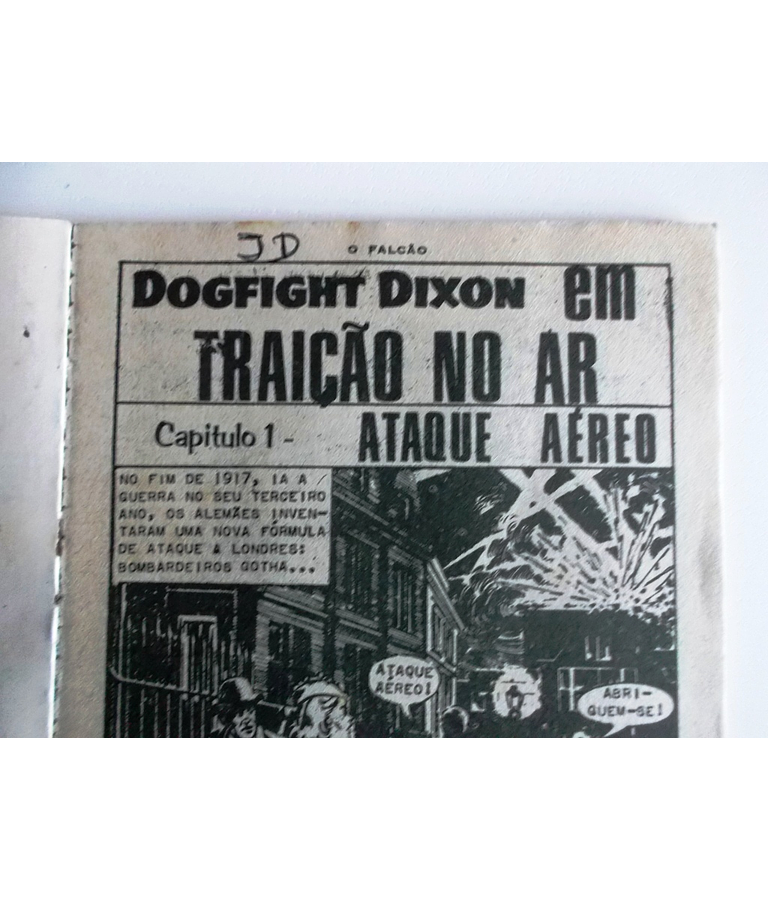 JD
O FALCÃO
DOGFIGHT DIXON em
TRAIÇÃO NO AR
Capitulo 1 - ATAQUE AÉREO
NO FIM DE 1917, IA A
GUERRA NO SEU TERCEIRO
ANO, OS ALEMÃES INVEN-
TARAM UMA NOVA FÓRMULA
DE ATAQUE A LONDRES:
BOMBARDEIROS GOTHA...
ATAQUE
AÉREO!
ABRI-
GUEM-SE!